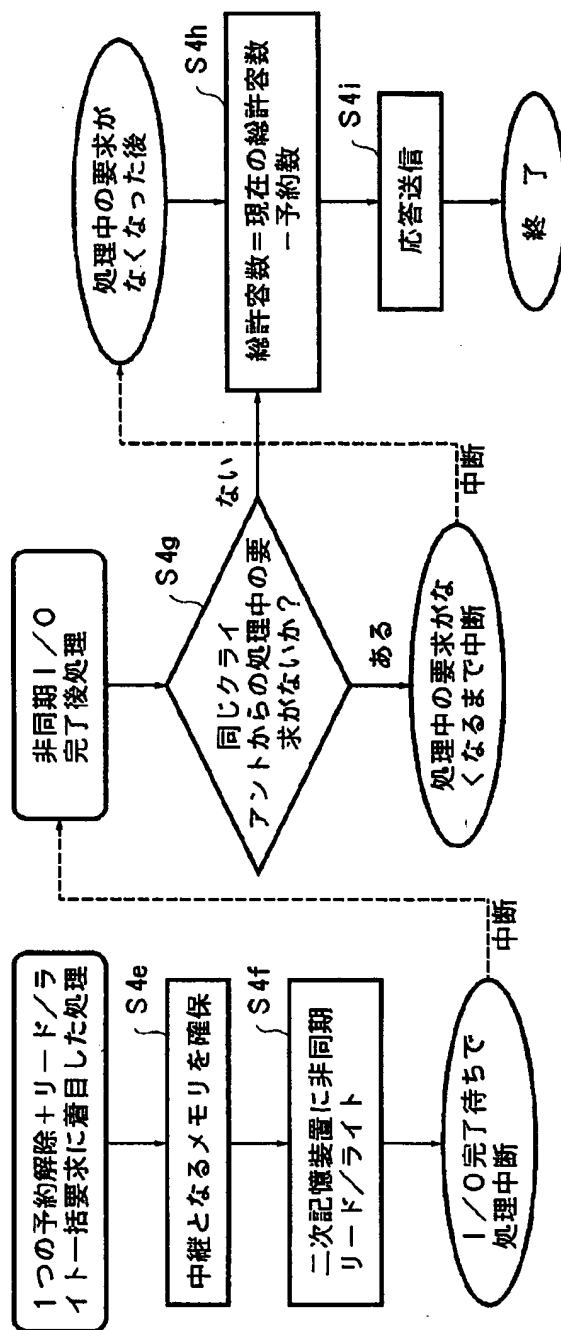 1つの予約解除+リード/ラ
イト一括要求に着目した処理
S4e
中継となるメモリを確保
S4f
二次記憶装置に非同期
リード/ライト
I/O完了待ちで
処理中断
中断
非同期I/O
完了後処理
S4g
同じクライ
アントからの処理中の要
求がないか?
ない
ある
処理中の要求がな
くなるまで中断
中断
処理中の要求が
なくなった後
S4h
総許容数=現在の総許容数
-予約数
S4i
応答送信
終了